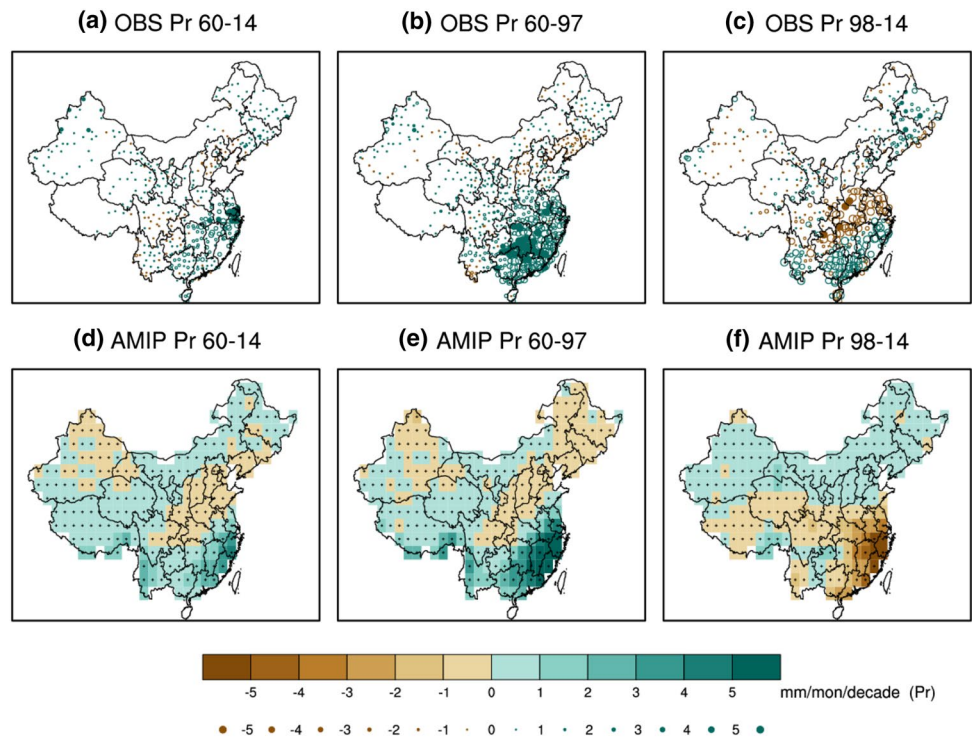 (a) OBS Pr 60-14
(b) OBS Pr 60-97
(c) OBS Pr 98-14
(d) AMIP Pr 60-14
(e) AMIP Pr 60-97
(f) AMIP Pr 98-14
-5 -4 -3 -2 -1 0 1 2 3 4 5 mm/mon/decade (Pr)
-5 -4 -3 -2 -1 0 1 2 3 4 5